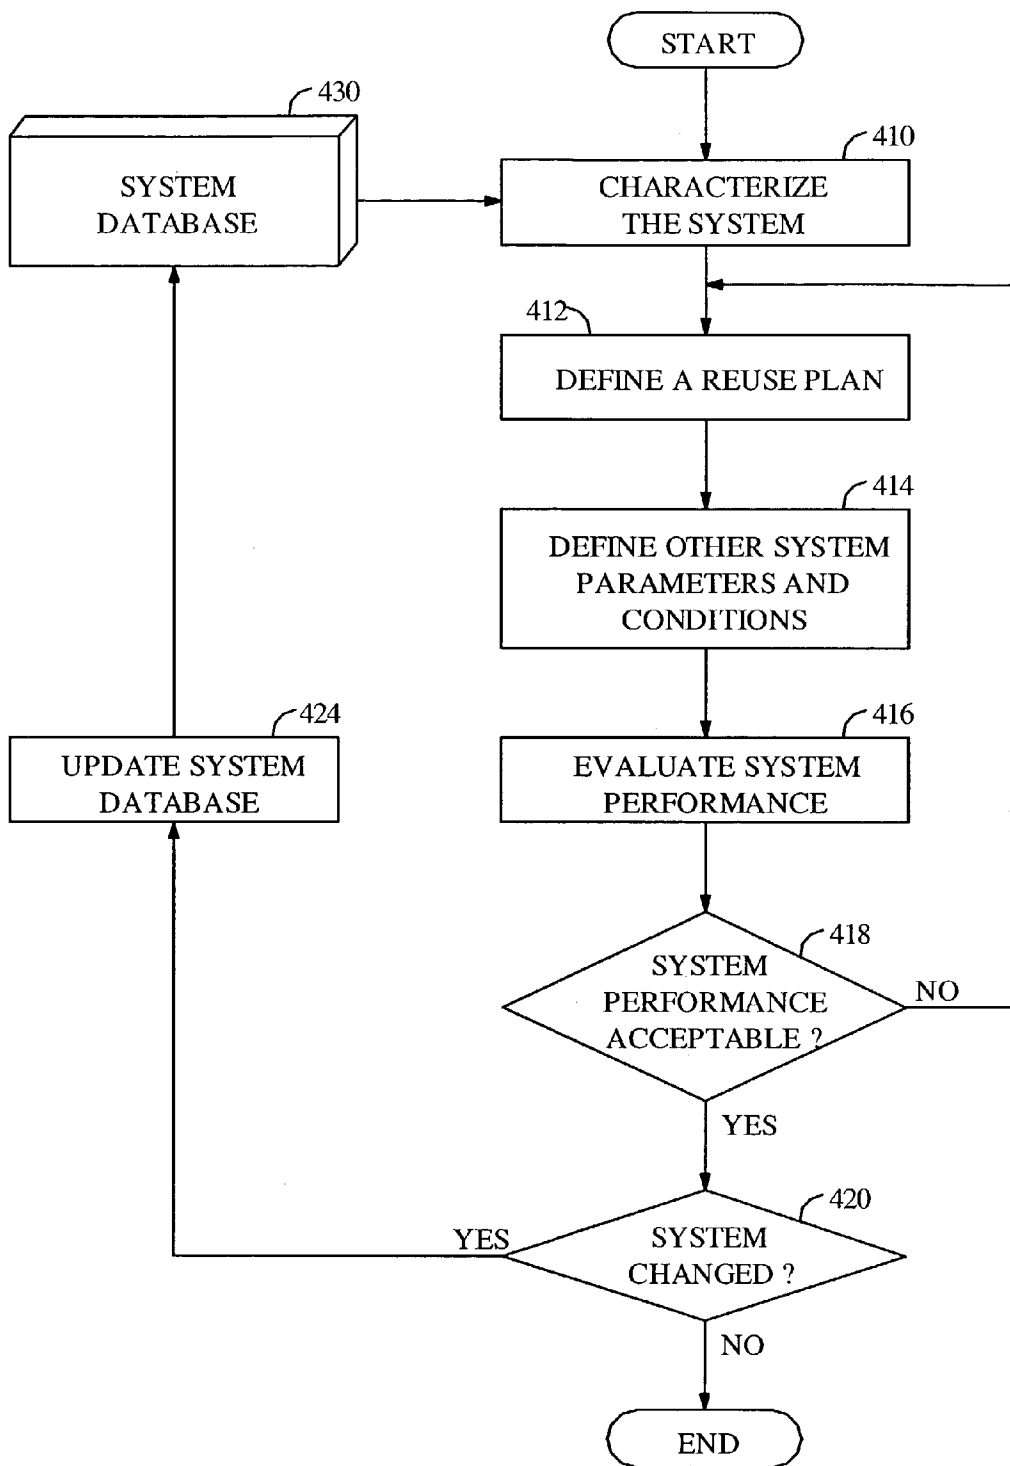 START
430
SYSTEM
DATABASE
410
CHARACTERIZE
THE SYSTEM
412
DEFINE A REUSE PLAN
414
DEFINE OTHER SYSTEM
PARAMETERS AND
CONDITIONS
424
UPDATE SYSTEM
DATABASE
416
EVALUATE SYSTEM
PERFORMANCE
418
SYSTEM
PERFORMANCE
ACCEPTABLE ?
NO
YES
420
SYSTEM
CHANGED ?
YES
NO
END